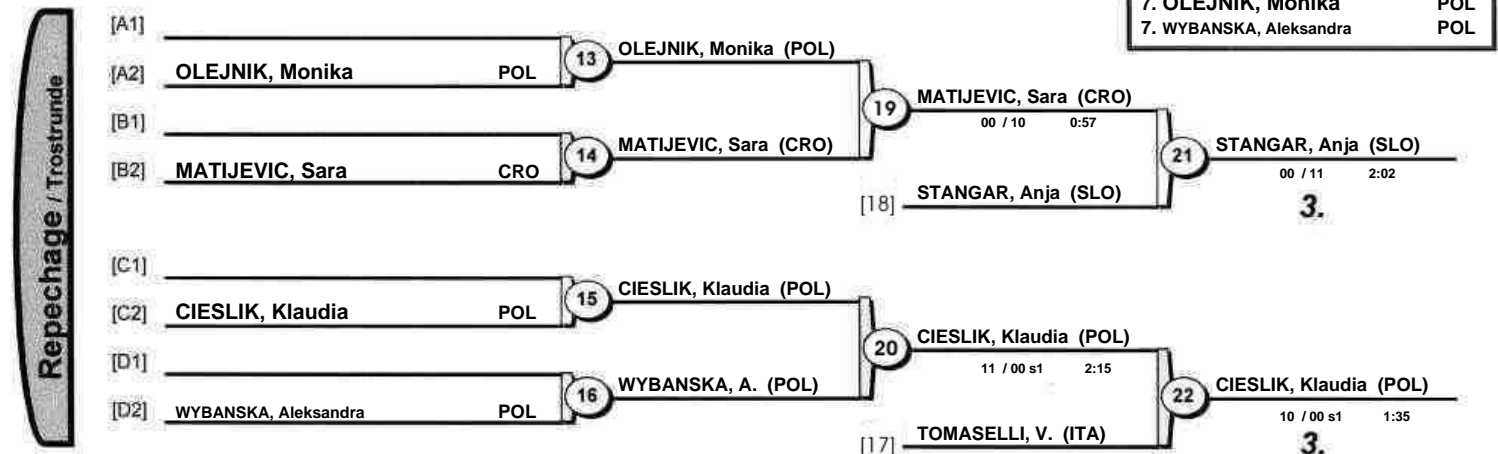 7. OLEJNIK, Monika POL
7. WYBANSKA, Aleksandra POL
Repechage / Trostrunde
[A1]
[A2] OLEJNIK, Monika POL
13
OLEJNIK, Monika (POL)
[B1]
[B2] MATIJEVIC, Sara CRO
14
MATIJEVIC, Sara (CRO)
19
MATIJEVIC, Sara (CRO)
00 / 10 0:57
[18] STANGAR, Anja (SLO)
21
STANGAR, Anja (SLO)
00 / 11 2:02
3.
[C1]
[C2] CIESLIK, Klaudia POL
15
CIESLIK, Klaudia (POL)
[D1]
[D2] WYBANSKA, Aleksandra POL
16
WYBANSKA, A. (POL)
20
CIESLIK, Klaudia (POL)
11 / 00 s1 2:15
[17] TOMASELLI, V. (ITA)
22
CIESLIK, Klaudia (POL)
10 / 00 s1 1:35
3.